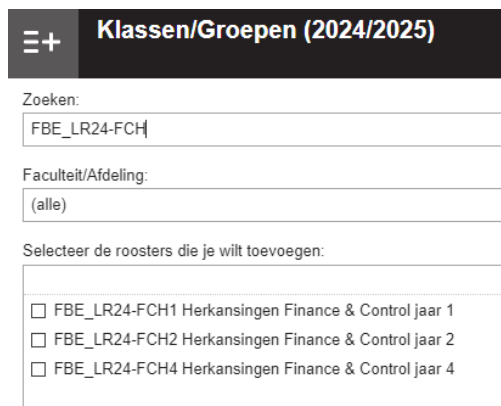 Klassen/Groepen (2024/2025)
Zoeken:
FBE_LR24-FCH
Faculteit/Afdeling:
(alle)
Selecteer de roosters die je wilt toevoegen:
FBE_LR24-FCH1 Herkansingen Finance & Control jaar 1
FBE_LR24-FCH2 Herkansingen Finance & Control jaar 2
FBE_LR24-FCH4 Herkansingen Finance & Control jaar 4